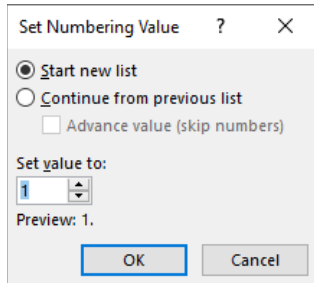 Set Numbering Value ?
Start new list
Continue from previous list
Advance value (skip numbers)
Set value to:
1
Preview: 1.
OK Cancel